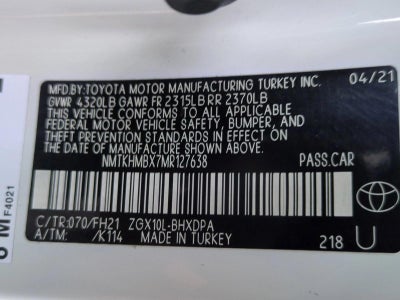 MFD. BY TOYOTA MOTOR MANUFACTURING TURKEY INC. 04/21
GVWR 4320LB GAWR FR 2315LB RR 2370LB
THIS VEHICLE CONFORMS TO ALL APPLICABLE
FEDERAL MOTOR VEHICLE SAFETY, BUMPER, AND
THEFT PREVENTION STANDARDS IN EFFECT
ON THE DATE OF MANUFACTURE SHOWN ABOVE.
NMTKHMBX7MR127638 PASS.CAR
C/TR:070/FH21 ZGX10L-BHXDPA
A/TM: /K114 MADE IN TURKEY 218 U
F4021